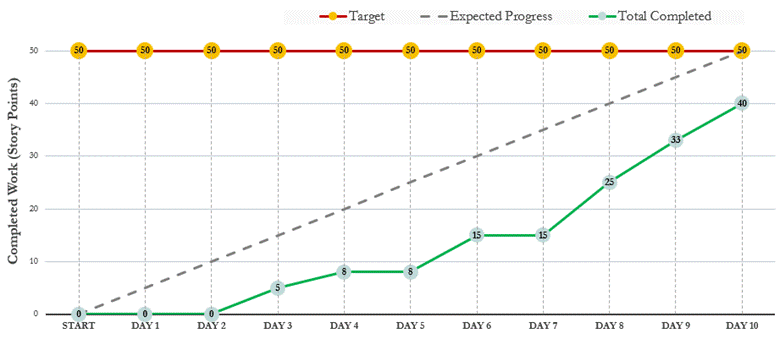 Target Expected Progress Total Completed
Completed Work (Story Points)
50 50 50 50 50 50 50 50 50 50 50 50
40 40
33
30
25
20
15 15
10
8 8
5
0 0 0 0
START DAY 1 DAY 2 DAY 3 DAY 4 DAY 5 DAY 6 DAY 7 DAY 8 DAY 9 DAY 10